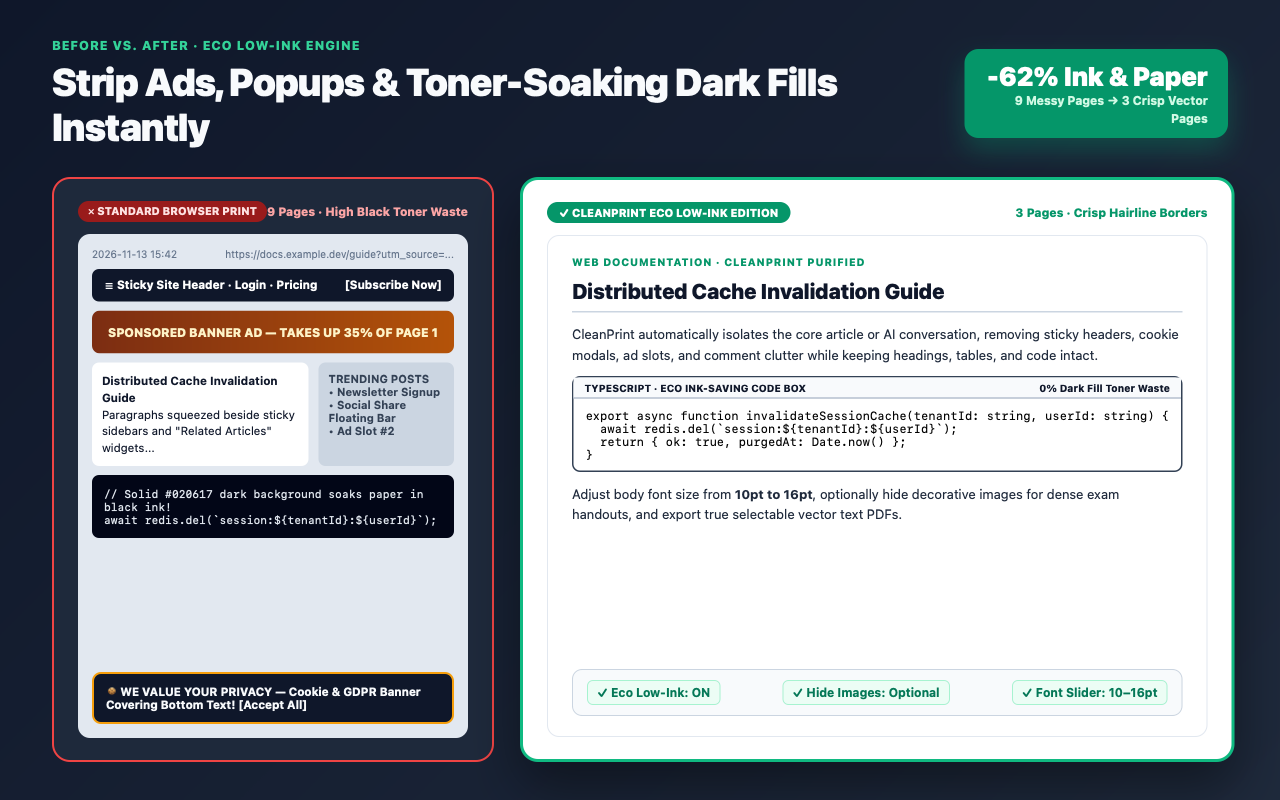 BEFORE VS. AFTER · ECO LOW-INK ENGINE
Strip Ads, Popups & Toner-Soaking Dark Fills
Instantly
-62% Ink & Paper
9 Messy Pages → 3 Crisp Vector
Pages
× STANDARD BROWSER PRINT
9 Pages · High Black Toner Waste
2026-11-13 15:42
https://docs.example.dev/guide?utm_source=...
≡ Sticky Site Header · Login · Pricing
[Subscribe Now]
SPONSORED BANNER AD — TAKES UP 35% OF PAGE 1
Distributed Cache Invalidation
Guide
Paragraphs squeezed beside sticky
sidebars and "Related Articles"
widgets...
TRENDING POSTS
• Newsletter Signup
• Social Share
Floating Bar
• Ad Slot #2
// Solid #020617 dark background soaks paper in
black ink!
await redis.del(`session:${tenantId}:${userId}`);
🍪 WE VALUE YOUR PRIVACY — Cookie & GDPR Banner
Covering Bottom Text! [Accept All]
✓ CLEANPRINT ECO LOW-INK EDITION
3 Pages · Crisp Hairline Borders
WEB DOCUMENTATION · CLEANPRINT PURIFIED
Distributed Cache Invalidation Guide
CleanPrint automatically isolates the core article or AI conversation, removing sticky headers, cookie
modals, ad slots, and comment clutter while keeping headings, tables, and code intact.
TYPESCRIPT · ECO INK-SAVING CODE BOX
0% Dark Fill Toner Waste
export async function invalidateSessionCache(tenantId: string, userId: string) {
  await redis.del(`session:${tenantId}:${userId}`);
  return { ok: true, purgedAt: Date.now() };
}
Adjust body font size from 10pt to 16pt, optionally hide decorative images for dense exam
handouts, and export true selectable vector text PDFs.
✓ Eco Low-Ink: ON
✓ Hide Images: Optional
✓ Font Slider: 10–16pt